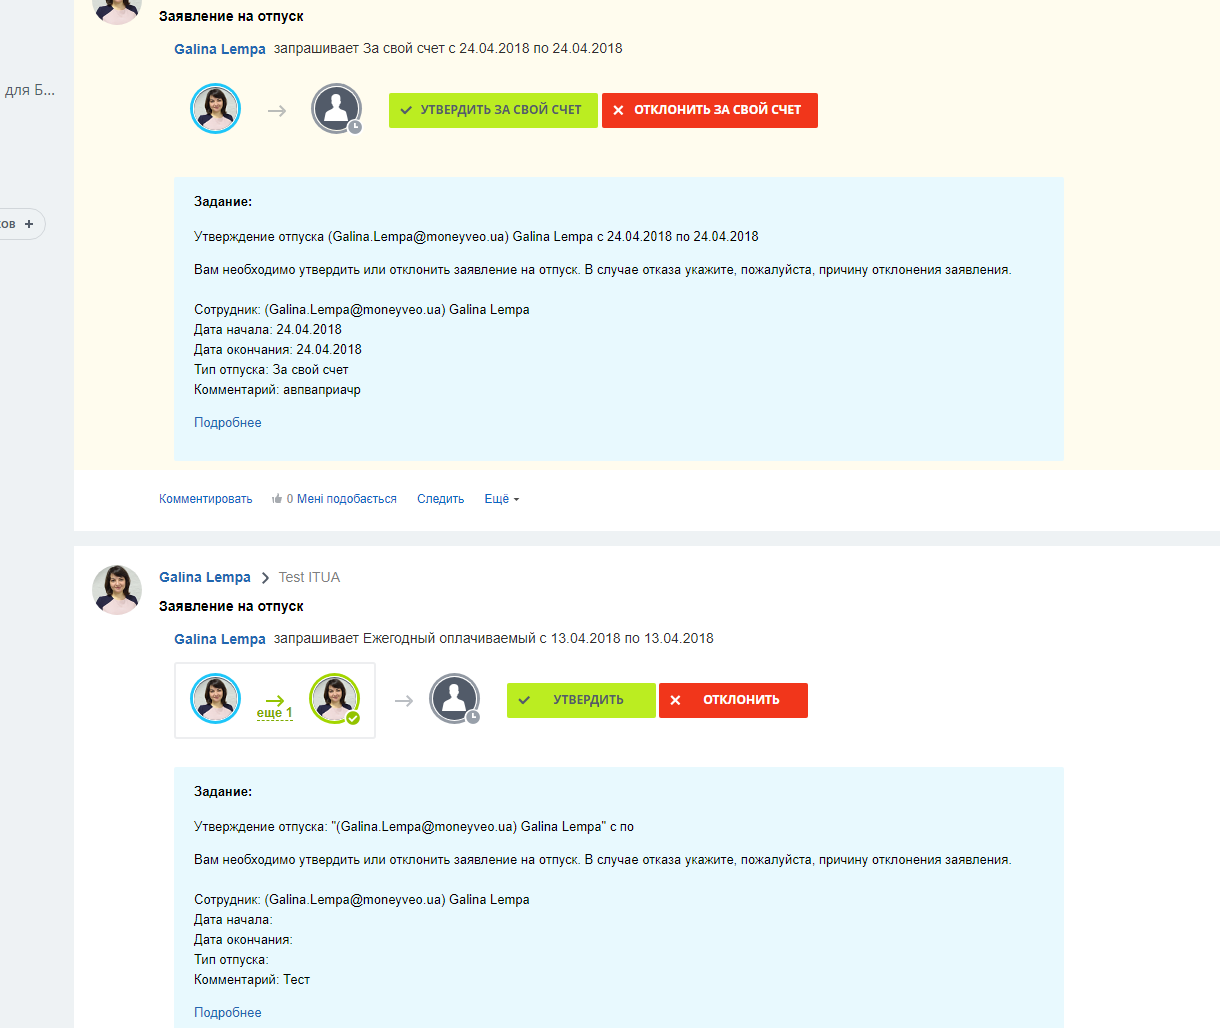 Заявление на отпуск
Galina Lempa запрашивает За свой счет с 24.04.2018 по 24.04.2018
для Б...
УТВЕРДИТЬ ЗА СВОЙ СЧЕТ ОТКЛОНИТЬ ЗА СВОЙ СЧЕТ
Задание:
ов +
Утверждение отпуска (Galina.Lempa@moneyveo.ua) Galina Lempa с 24.04.2018 по 24.04.2018
Вам необходимо утвердить или отклонить заявление на отпуск. В случае отказа укажите, пожалуйста, причину отклонения заявления.
Сотрудник: (Galina.Lempa@moneyveo.ua) Galina Lempa
Дата начала: 24.04.2018
Дата окончания: 24.04.2018
Тип отпуска: За свой счет
Комментарий: авпваприачр
Подробнее
Комментировать 0 Мені подобається Следить Ещё
Galina Lempa Test ITUA
Заявление на отпуск
Galina Lempa запрашивает Ежегодный оплачиваемый с 13.04.2018 по 13.04.2018
еще 1 УТВЕРДИТЬ ОТКЛОНИТЬ
Задание:
Утверждение отпуска: "(Galina.Lempa@moneyveo.ua) Galina Lempa" с по
Вам необходимо утвердить или отклонить заявление на отпуск. В случае отказа укажите, пожалуйста, причину отклонения заявления.
Сотрудник: (Galina.Lempa@moneyveo.ua) Galina Lempa
Дата начала:
Дата окончания:
Тип отпуска:
Комментарий: Тест
Подробнее